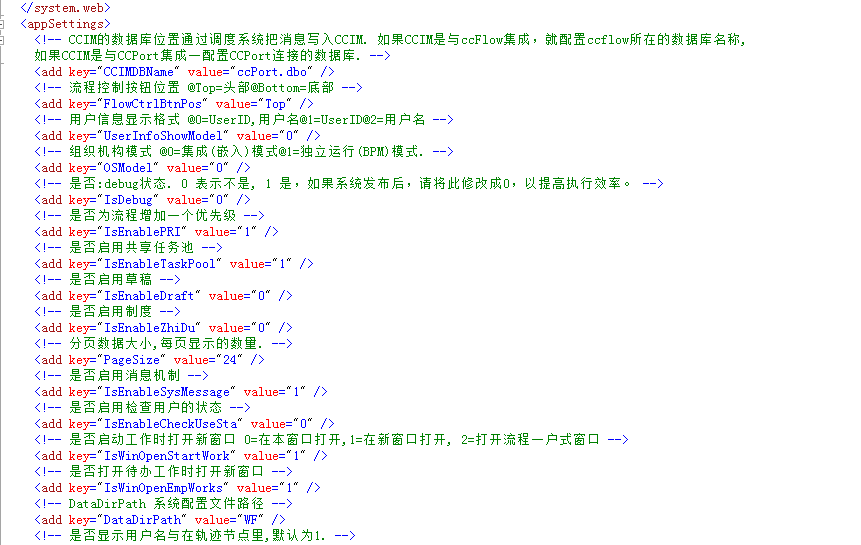 </system.web>
<appSettings>
<!-- CCIM的数据库位置通过调度系统把消息写入CCIM. 如果CCIM是与ccFlow集成，就配置ccflow所在的数据库名称,
如果CCIM是与CCPort集成一配置CCPort连接的数据库. -->
<add key="CCIMDBName" value="ccPort.dbo" />
<!-- 流程控制按钮位置 @Top=头部@Bottom=底部 -->
<add key="FlowCtrlBtnPos" value="Top" />
<!-- 用户信息显示格式 @0=UserID,用户名@1=UserID@2=用户名 -->
<add key="UserInfoShowModel" value="0" />
<!-- 组织机构模式 @0=集成(嵌入)模式@1=独立运行(BPM)模式. -->
<add key="OSModel" value="0" />
<!-- 是否:debug状态. 0 表示不是, 1 是，如果系统发布后，请将此修改成0，以提高执行效率。 -->
<add key="IsDebug" value="0" />
<!-- 是否为流程增加一个优先级 -->
<add key="IsEnablePRI" value="1" />
<!-- 是否启用共享任务池 -->
<add key="IsEnableTaskPool" value="1" />
<!-- 是否启用草稿 -->
<add key="IsEnableDraft" value="0" />
<!-- 是否启用制度 -->
<add key="IsEnableZhiDu" value="0" />
<!-- 分页数据大小,每页显示的数量. -->
<add key="PageSize" value="24" />
<!-- 是否启用消息机制 -->
<add key="IsEnableSysMessage" value="1" />
<!-- 是否启用检查用户的状态 -->
<add key="IsEnableCheckUseSta" value="0" />
<!-- 是否启动工作时打开新窗口 0=在本窗口打开,1=在新窗口打开, 2=打开流程一户式窗口 -->
<add key="IsWinOpenStartWork" value="1" />
<!-- 是否打开待办工作时打开新窗口 -->
<add key="IsWinOpenEmpWorks" value="1" />
<!-- DataDirPath 系统配置文件路径 -->
<add key="DataDirPath" value="WF" />
<!-- 是否显示用户名与在轨迹节点里,默认为1. -->